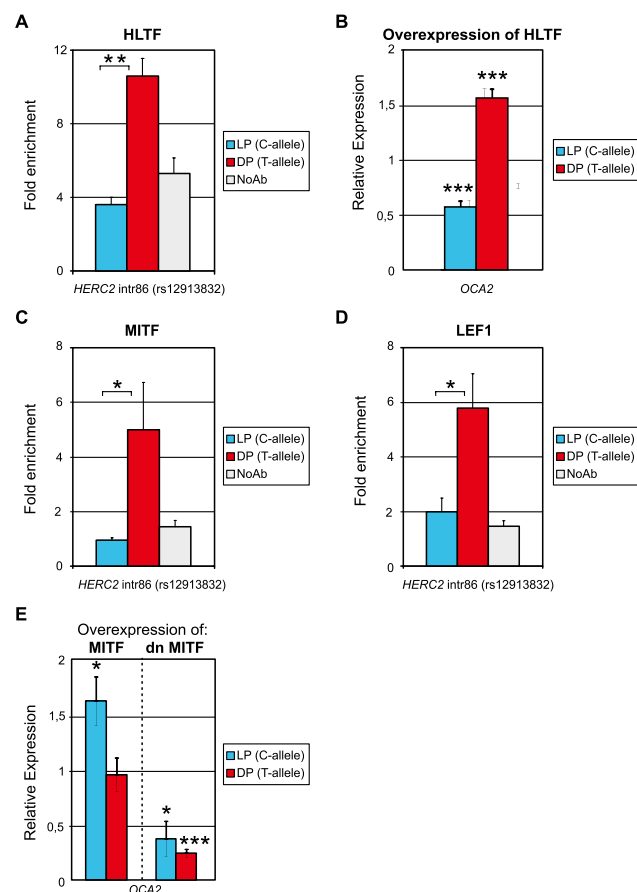 A
HLTF
12
8
4
0
Fold enrichment
**
LP (C-allele)
DP (T-allele)
NoAb
HERC2 intr86 (rs12913832)
B
Overexpression of HLTF
2
1,5
1
0,5
0
Relative Expression
***
***
LP (C-allele)
DP (T-allele)
OCA2
C
MITF
8
6
4
2
0
Fold enrichment
*
LP (C-allele)
DP (T-allele)
NoAb
HERC2 intr86 (rs12913832)
D
LEF1
8
6
4
2
0
Fold enrichment
*
LP (C-allele)
DP (T-allele)
NoAb
HERC2 intr86 (rs12913832)
E
Overexpression of:
MITF dn MITF
2
1,5
1
0,5
0
Relative Expression
*
*
***
LP (C-allele)
DP (T-allele)
OCA2